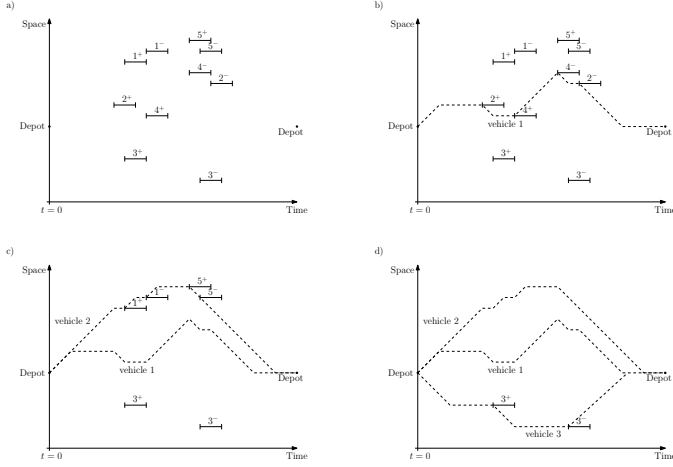 a)
Space
5⁺
1⁻
5⁻
1⁺
4⁻
2⁻
2⁺
4⁺
Depot
Depot
3⁺
3⁻
t = 0
Time
b)
Space
5⁺
1⁻
5⁻
1⁺
4⁻
2⁻
2⁺
4⁺
vehicle 1
Depot
Depot
3⁺
3⁻
t = 0
Time
c)
Space
5⁺
1⁻
5⁻
1⁺
vehicle 2
vehicle 1
Depot
Depot
3⁺
3⁻
t = 0
Time
d)
Space
vehicle 2
vehicle 1
Depot
Depot
3⁺
3⁻
vehicle 3
t = 0
Time